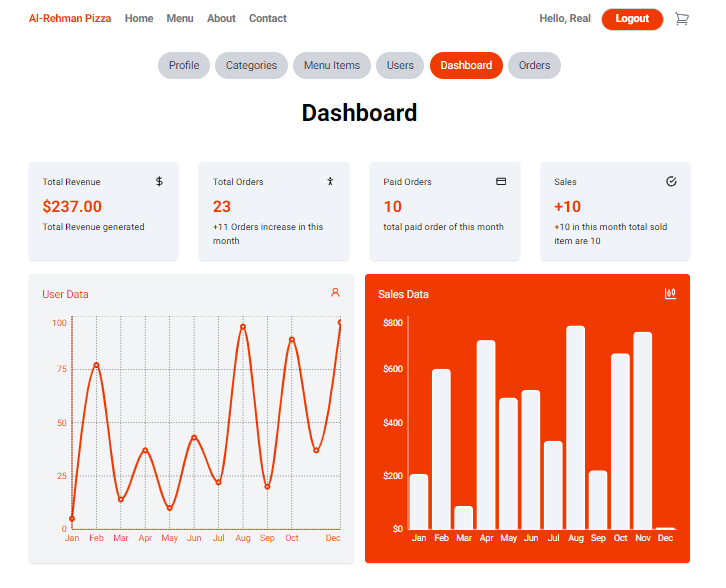 Al-Rehman Pizza Home Menu About Contact Hello, Real Logout
Profile Categories Menu Items Users Dashboard Orders
Dashboard
Total Revenue
$237.00
Total Revenue generated
Total Orders
23
+11 Orders increase in this
month
Paid Orders
10
total paid order of this month
Sales
+10
+10 in this month total sold
item are 10
User Data
100
75
50
25
0
Jan Feb Mar Apr May Jun Jul Aug Sep Oct Dec
Sales Data
$800
$600
$400
$200
$0
Jan Feb Mar Apr May Jun Jul Aug Sep Oct Nov Dec